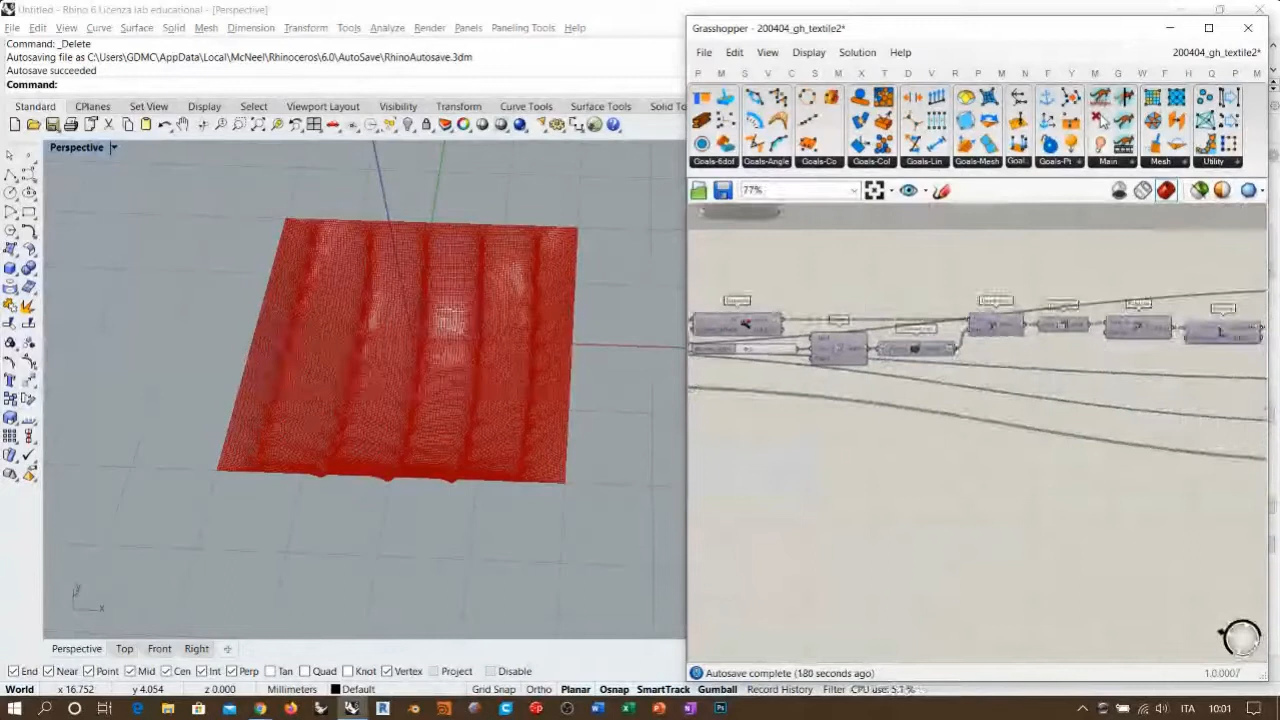 Untitled - Rhino 6 Licenza lab educational - [Perspective]
File Edit View Curve Surface Solid Mesh Dimension Transform Tools Analyze Render Panels Paneling Tools Help
Command: _Delete
Autosaving file as C:\Users\GDMC\AppData\Local\McNeel\Rhinoceros\6.0\AutoSave\RhinoAutosave.3dm
Autosave succeeded
Command:
Standard CPlanes Set View Display Select Viewport Layout Visibility Transform Curve Tools Surface Tools Solid To
Perspective
Grasshopper - 200404_gh_textile2*
File Edit View Display Solution Help 200404_gh_textile2*
P M S V C S M X T D V R P M N F Y M W F H Q P M
Goals-6dof Goals-Angle Goals-Co Goals-Col Goals-Lin Goals-Mesh Goal... Goals-Pt Main Mesh Utility
77%
z
y
x
Perspective Top Front Right
End Near Point Mid Cen Int Perp Tan Quad Knot Vertex Project Disable
World x 16.752 y 4.054 z 0.000 Millimeters Default Grid Snap Ortho Planar Osnap SmartTrack Gumball Record History Filter CPU use: 5.1 %
Autosave complete (180 seconds ago) 1.0.0007
ITA 10:01